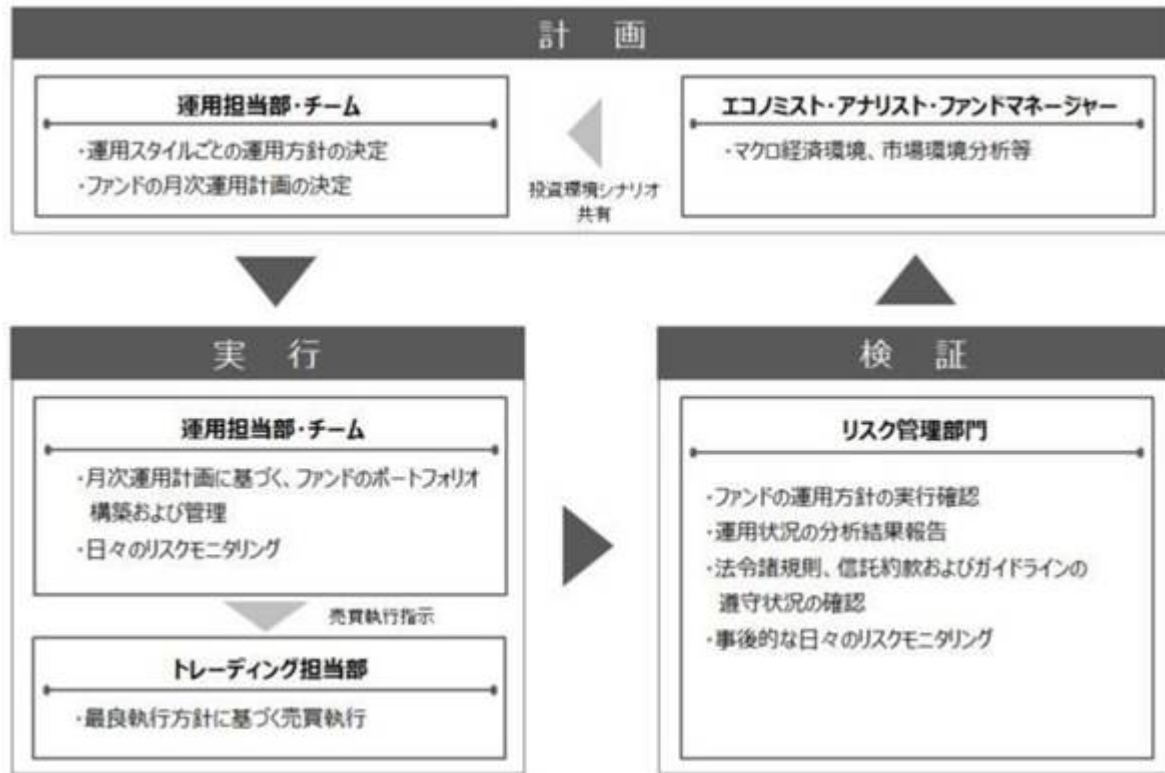 計 画
運用担当部・チーム
・運用スタイルごとの運用方針の決定
・ファンドの月次運用計画の決定
投資環境シナリオ
共有
エコノミスト・アナリスト・ファンドマネージャー
・マクロ経済環境、市場環境分析等
実 行
運用担当部・チーム
・月次運用計画に基づく、ファンドのポートフォリオ
構築および管理
・日々のリスクモニタリング
売買執行指示
トレーディング担当部
・最良執行方針に基づく売買執行
検 証
リスク管理部門
・ファンドの運用方針の実行確認
・運用状況の分析結果報告
・法令諸規則、信託約款およびガイドラインの
遵守状況の確認
・事後的な日々のリスクモニタリング